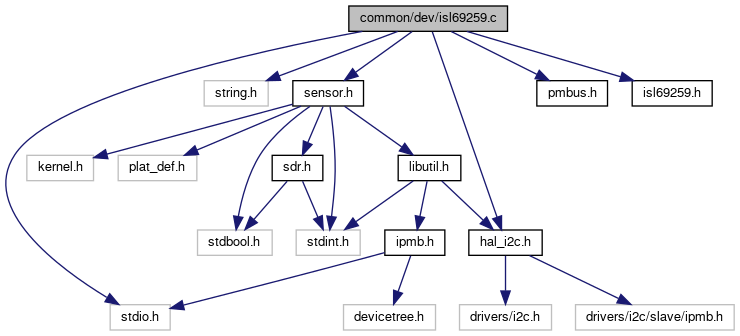 common/dev/isl69259.c
string.h
sensor.h
pmbus.h
isl69259.h
kernel.h
plat_def.h
sdr.h
libutil.h
stdbool.h
stdint.h
ipmb.h
hal_i2c.h
stdio.h
devicetree.h
drivers/i2c.h
drivers/i2c/slave/ipmb.h